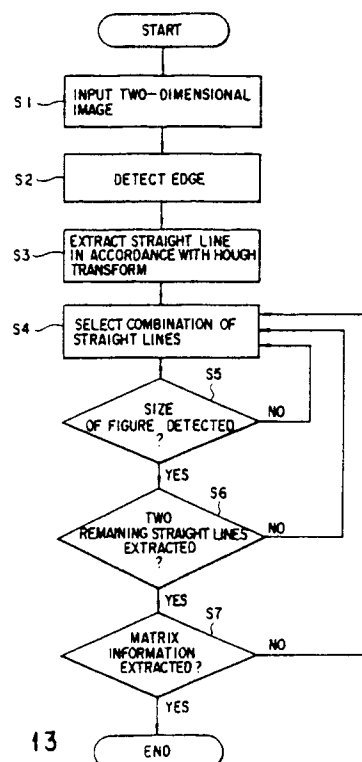 START
S1
INPUT TWO-DIMENSIONAL
IMAGE
S2
DETECT EDGE
S3
EXTRACT STRAIGHT LINE
IN ACCORDANCE WITH HOUGH
TRANSFORM
S4
SELECT COMBINATION OF
STRAIGHT LINES
S5
SIZE
OF FIGURE DETECTED
?
NO
YES
S6
TWO
REMAINING STRAIGHT LINES
EXTRACTED
?
NO
YES
S7
MATRIX
INFORMATION
EXTRACTED?
NO
YES
13
END